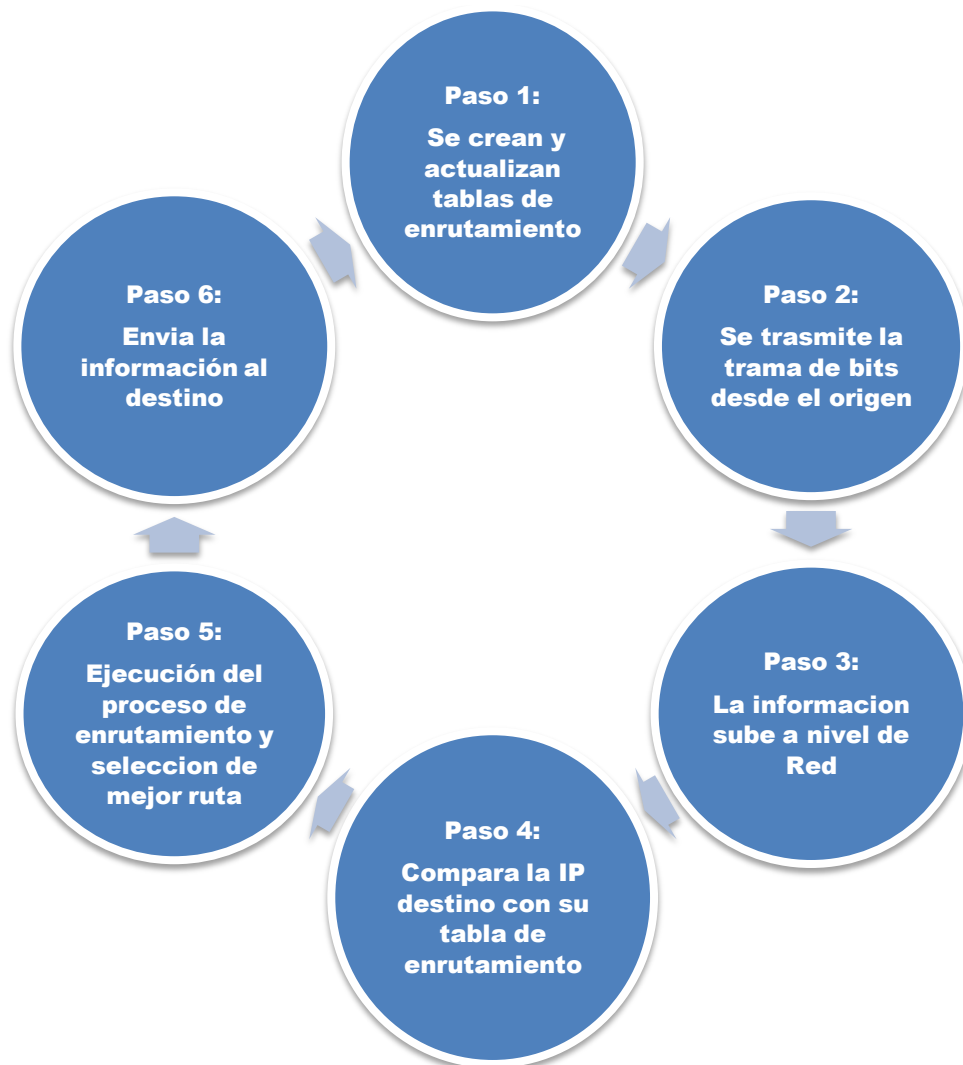 Paso 1:
Se crean y
actualizan
tablas de
enrutamiento
Paso 2:
Se trasmite la
trama de bits
desde el origen
Paso 3:
La informacion
sube a nivel de
Red
Paso 4:
Compara la IP
destino con su
tabla de
enrutamiento
Paso 5:
Ejecución del
proceso de
enrutamiento y
seleccion de
mejor ruta
Paso 6:
Envia la
información al
destino